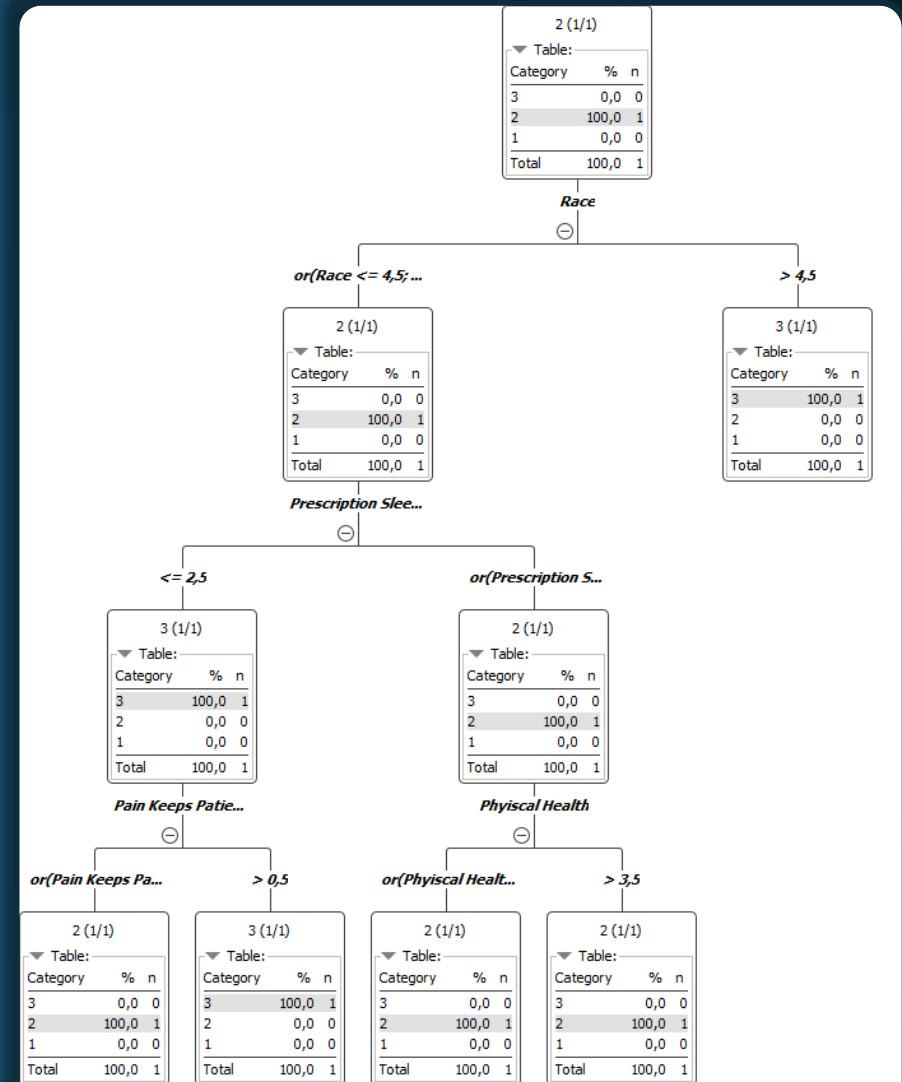 2 (1/1)
Table:
Category % n
3 0,0 0
2 100,0 1
1 0,0 0
Total 100,0 1
Race
or(Race <= 4,5; ...
> 4,5
2 (1/1)
Table:
Category % n
3 0,0 0
2 100,0 1
1 0,0 0
Total 100,0 1
3 (1/1)
Table:
Category % n
3 100,0 1
2 0,0 0
1 0,0 0
Total 100,0 1
Prescription Slee...
<= 2,5
or(Prescription S...
3 (1/1)
Table:
Category % n
3 100,0 1
2 0,0 0
1 0,0 0
Total 100,0 1
2 (1/1)
Table:
Category % n
3 0,0 0
2 100,0 1
1 0,0 0
Total 100,0 1
Pain Keeps Patie...
Phyiscal Health
or(Pain Keeps Pa...
> 0,5
or(Phyiscal Healt...
> 3,5
2 (1/1)
Table:
Category % n
3 0,0 0
2 100,0 1
1 0,0 0
Total 100,0 1
3 (1/1)
Table:
Category % n
3 100,0 1
2 0,0 0
1 0,0 0
Total 100,0 1
2 (1/1)
Table:
Category % n
3 0,0 0
2 100,0 1
1 0,0 0
Total 100,0 1
2 (1/1)
Table:
Category % n
3 0,0 0
2 100,0 1
1 0,0 0
Total 100,0 1